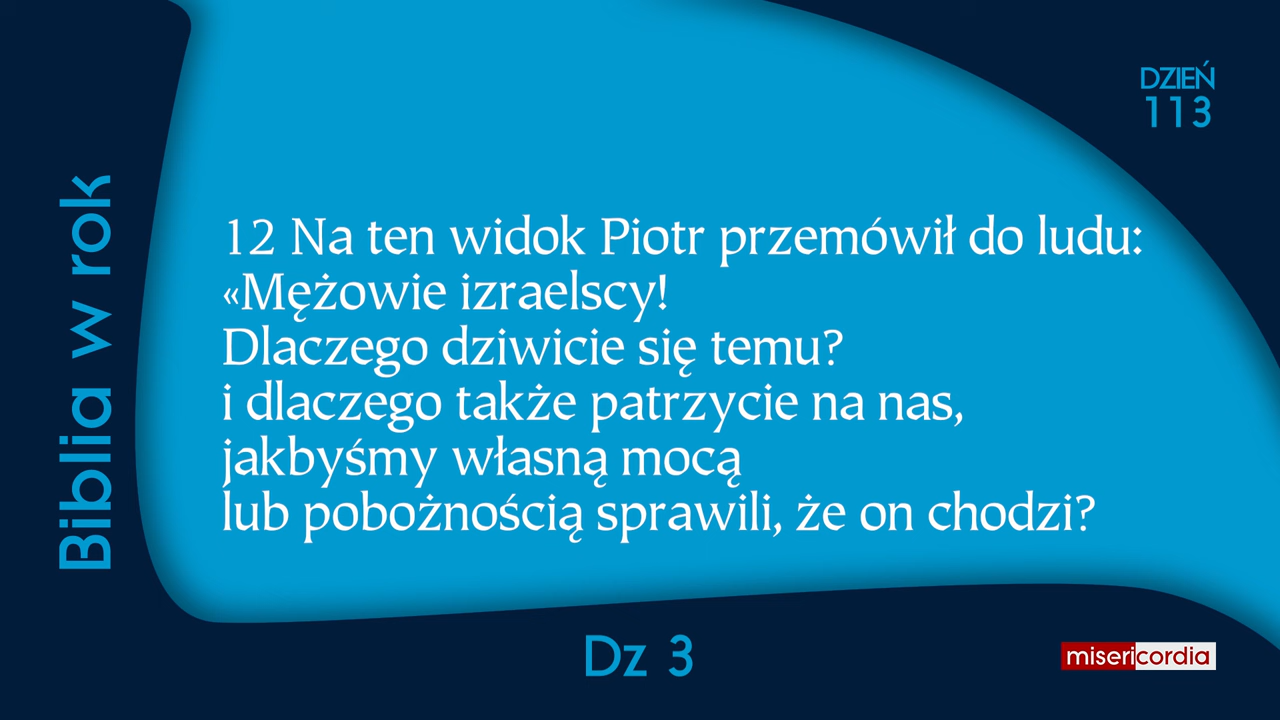 DZIEŃ
113
Biblia w rok
12 Na ten widok Piotr przemówił do ludu:
«Mężowie izraelscy!
Dlaczego dziwicie się temu?
i dlaczego także patrzycie na nas,
jakbyśmy własną mocą
lub pobożnością sprawili, że on chodzi?
Dz 3
misericordia